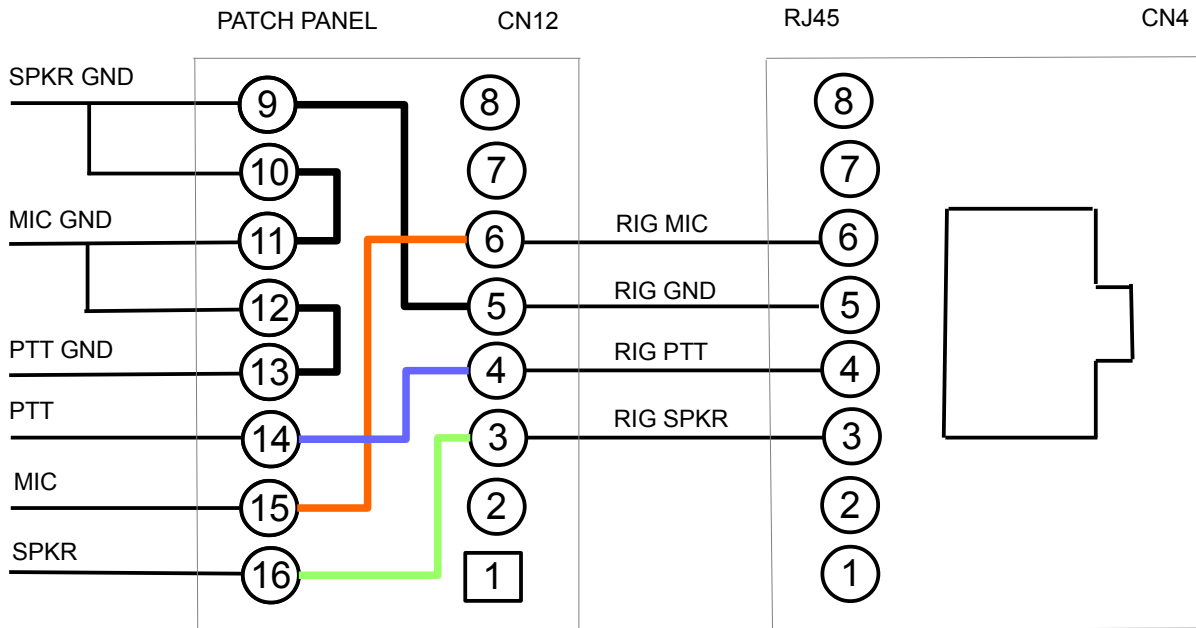 PATCH PANEL CN12 RJ45 CN4
SPKR GND
9 8 8
10 7 7
MIC GND
11 6 RIG MIC 6
12 5 RIG GND 5
PTT GND
13 4 RIG PTT 4
PTT
14 3 RIG SPKR 3
MIC
15 2 2
SPKR
16 1 1